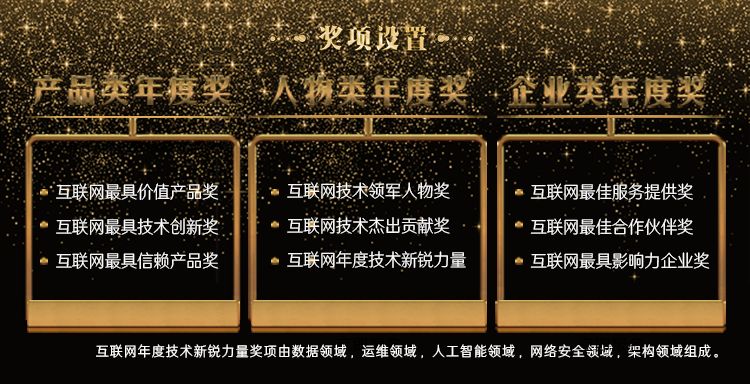 奖项设置
产品类年度奖
互联网最具价值产品奖
互联网最具技术创新奖
互联网最具信赖产品奖
人物类年度奖
互联网技术领军人物奖
互联网技术杰出贡献奖
互联网年度技术新锐力量
企业类年度奖
互联网最佳服务提供奖
互联网最佳合作伙伴奖
互联网最具影响力企业奖
互联网年度技术新锐力量奖项由数据领域，运维领域，人工智能领域，网络安全领域，架构领域组成。